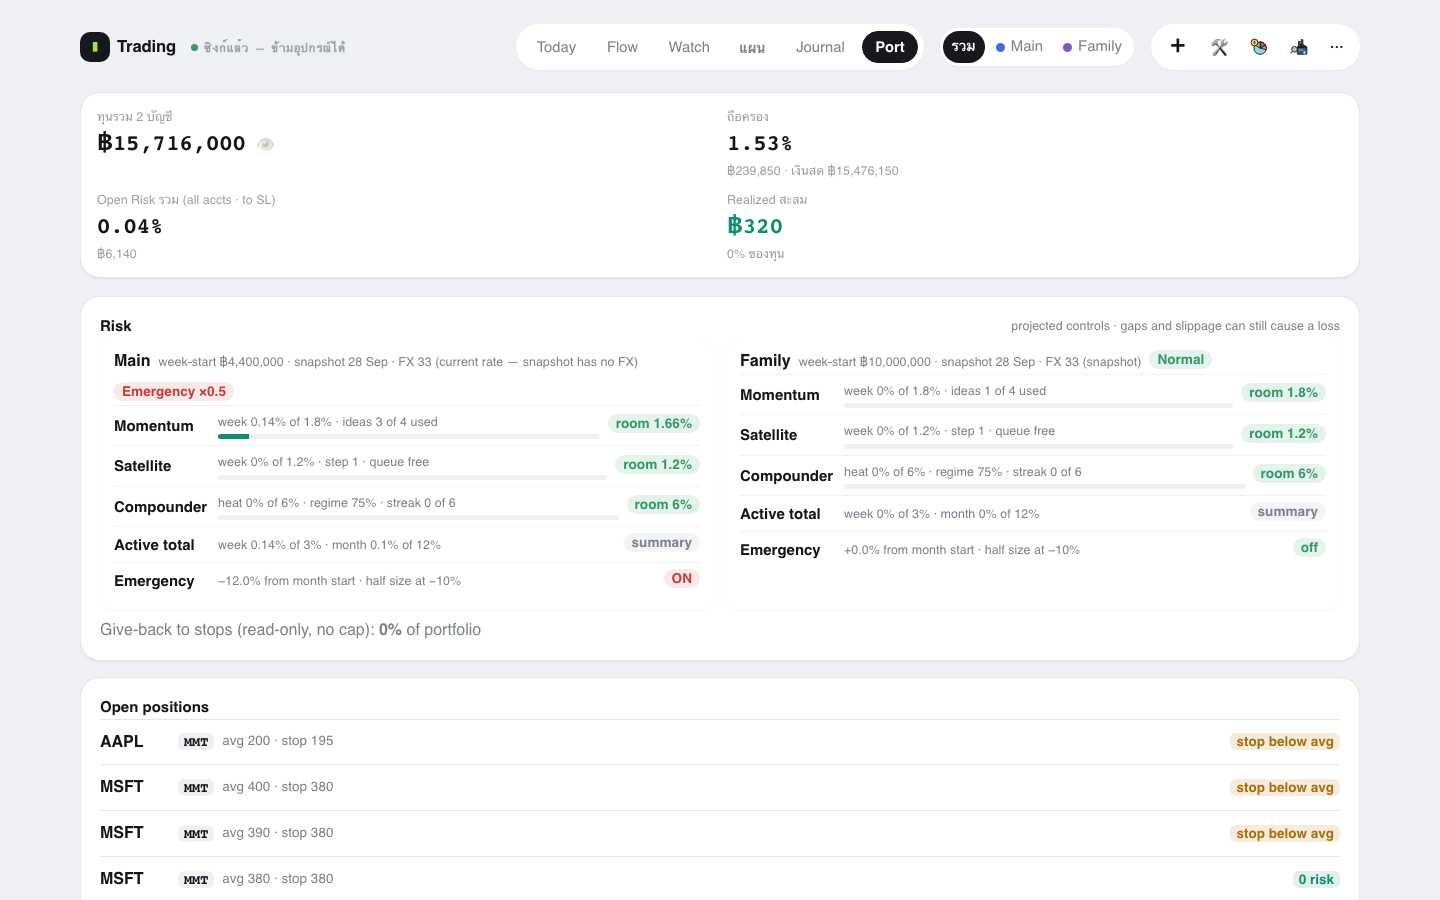 Trading ซิงก์แล้ว — ข้ามอุปกรณ์ได้ Today Flow Watch แผน Journal Port รวม Main Family + ...
ทุนรวม 2 บัญชี
฿15,716,000
ถือครอง
1.53%
฿239,850 · เงินสด ฿15,476,150
Open Risk รวม (all accts · to SL)
0.04%
฿6,140
Realized สะสม
฿320
0% ของทุน
Risk projected controls · gaps and slippage can still cause a loss
Main week-start ฿4,400,000 · snapshot 28 Sep · FX 33 (current rate — snapshot has no FX)
Emergency ×0.5
Momentum week 0.14% of 1.8% · ideas 3 of 4 used room 1.66%
Satellite week 0% of 1.2% · step 1 · queue free room 1.2%
Compounder heat 0% of 6% · regime 75% · streak 0 of 6 room 6%
Active total week 0.14% of 3% · month 0.1% of 12% summary
Emergency −12.0% from month start · half size at −10% ON
Family week-start ฿10,000,000 · snapshot 28 Sep · FX 33 (snapshot) Normal
Momentum week 0% of 1.8% · ideas 1 of 4 used room 1.8%
Satellite week 0% of 1.2% · step 1 · queue free room 1.2%
Compounder heat 0% of 6% · regime 75% · streak 0 of 6 room 6%
Active total week 0% of 3% · month 0% of 12% summary
Emergency +0.0% from month start · half size at −10% off
Give-back to stops (read-only, no cap): 0% of portfolio
Open positions
AAPL MMT avg 200 · stop 195 stop below avg
MSFT MMT avg 400 · stop 380 stop below avg
MSFT MMT avg 390 · stop 380 stop below avg
MSFT MMT avg 380 · stop 380 0 risk